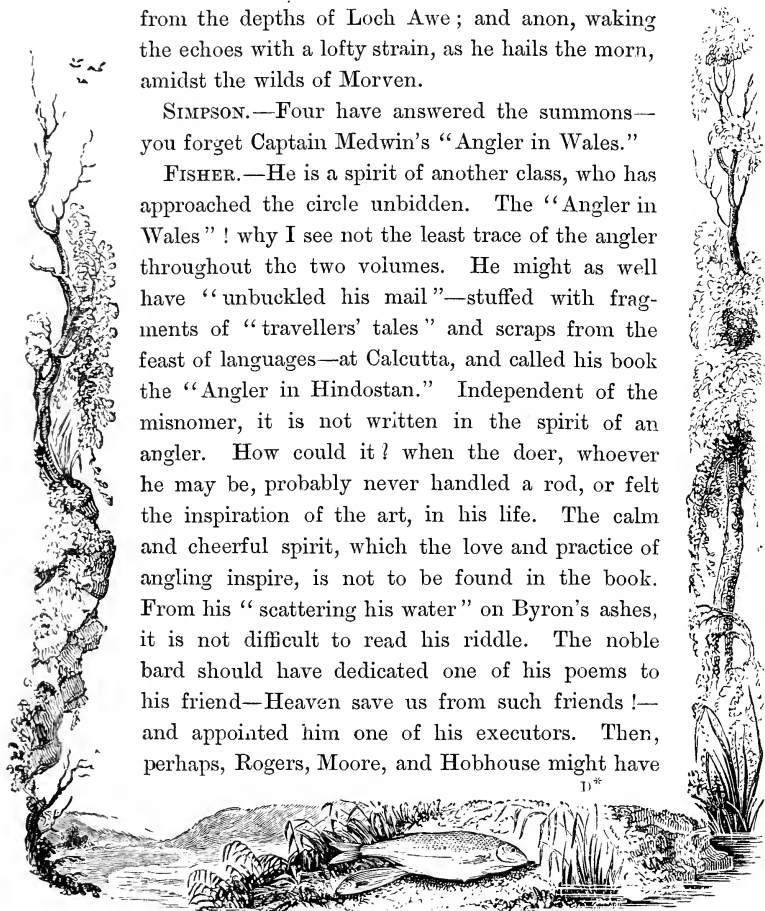 from the depths of Loch Awe ; and anon, waking
the echoes with a lofty strain, as he hails the morn,
amidst the wilds of Morven.
SIMPSON.—Four have answered the summons—
you forget Captain Medwin's "Angler in Wales."
FISHER.—He is a spirit of another class, who has
approached the circle unbidden. The "Angler in
Wales" ! why I see not the least trace of the angler
throughout the two volumes. He might as well
have "unbuckled his mail"—stuffed with frag-
ments of "travellers' tales" and scraps from the
feast of languages—at Calcutta, and called his book
the "Angler in Hindostan." Independent of the
misnomer, it is not written in the spirit of an
angler. How could it? when the doer, whoever
he may be, probably never handled a rod, or felt
the inspiration of the art, in his life. The calm
and cheerful spirit, which the love and practice of
angling inspire, is not to be found in the book.
From his "scattering his water" on Byron's ashes,
it is not difficult to read his riddle. The noble
bard should have dedicated one of his poems to
his friend—Heaven save us from such friends !—
and appointed him one of his executors. Then,
perhaps, Rogers, Moore, and Hobhouse might have
D*